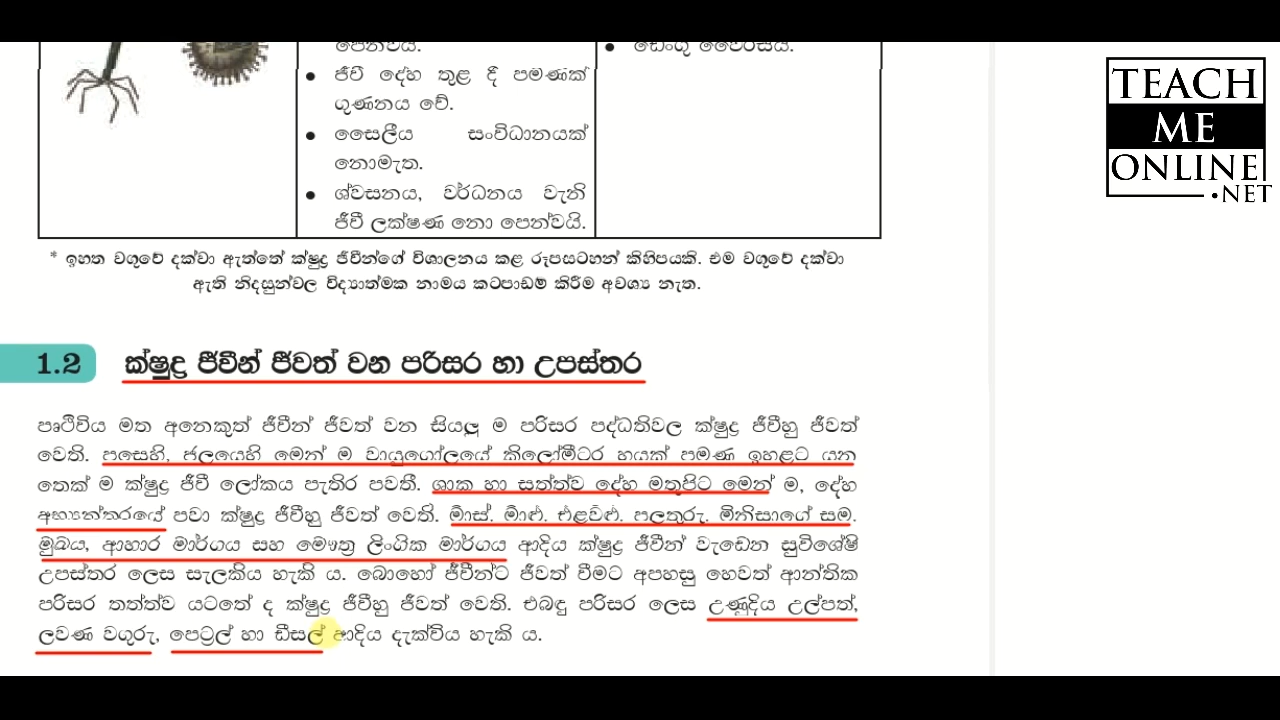 පෙන්වයි.
• ඩෙංගු වෛරසය.
• ජීවී දේහ තුළ දී පමණක්
ගුණනය වේ.
• සෛලීය සංවිධානයක්
නොමැත.
• ශ්වසනය, වර්ධනය වැනි
ජීවී ලක්ෂණ නො පෙන්වයි.
* ඉහත වගුවේ දක්වා ඇත්තේ ක්ෂුද්‍ර ජීවීන්ගේ විශාලනය කළ රූපසටහන් කිහිපයකි. එම වගුවේ දක්වා
ඇති නිදසුන්වල විද්‍යාත්මක නාමය කටපාඩම් කිරීම අවශ්‍ය නැත.
1.2 ක්ෂුද්‍ර ජීවීන් ජීවත් වන පරිසර හා උපස්තර
පෘථිවිය මත අනෙකුත් ජීවීන් ජීවත් වන සියලු ම පරිසර පද්ධතිවල ක්ෂුද්‍ර ජීවීහු ජීවත්
වෙති. පසෙහි, ජලයෙහි මෙන් ම වායුගෝලයේ කිලෝමීටර හයක් පමණ ඉහළට යන
තෙක් ම ක්ෂුද්‍ර ජීවී ලෝකය පැතිර පවතී. ශාක හා සත්ත්ව දේහ මතුපිට මෙන් ම, දේහ
අභ්‍යන්තරයේ පවා ක්ෂුද්‍ර ජීවීහු ජීවත් වෙති. මාස්, මාළු, එළවළු, පලතුරු, මිනිසාගේ සම,
මුඛය, ආහාර මාර්ගය සහ මෞත්‍ර ලිංගික මාර්ගය ආදිය ක්ෂුද්‍ර ජීවීන් වැඩෙන සුවිශේෂී
උපස්තර ලෙස සැලකිය හැකි ය. බොහෝ ජීවීන්ට ජීවත් වීමට අපහසු හෙවත් ආන්තික
පරිසර තත්ත්ව යටතේ ද ක්ෂුද්‍ර ජීවීහු ජීවත් වෙති. එබඳු පරිසර ලෙස උණුදිය උල්පත්,
ලවණ වගුරු, පෙට්‍රල් හා ඩීසල් ආදිය දැක්විය හැකි ය.
TEACH
ME
ONLINE
.NET